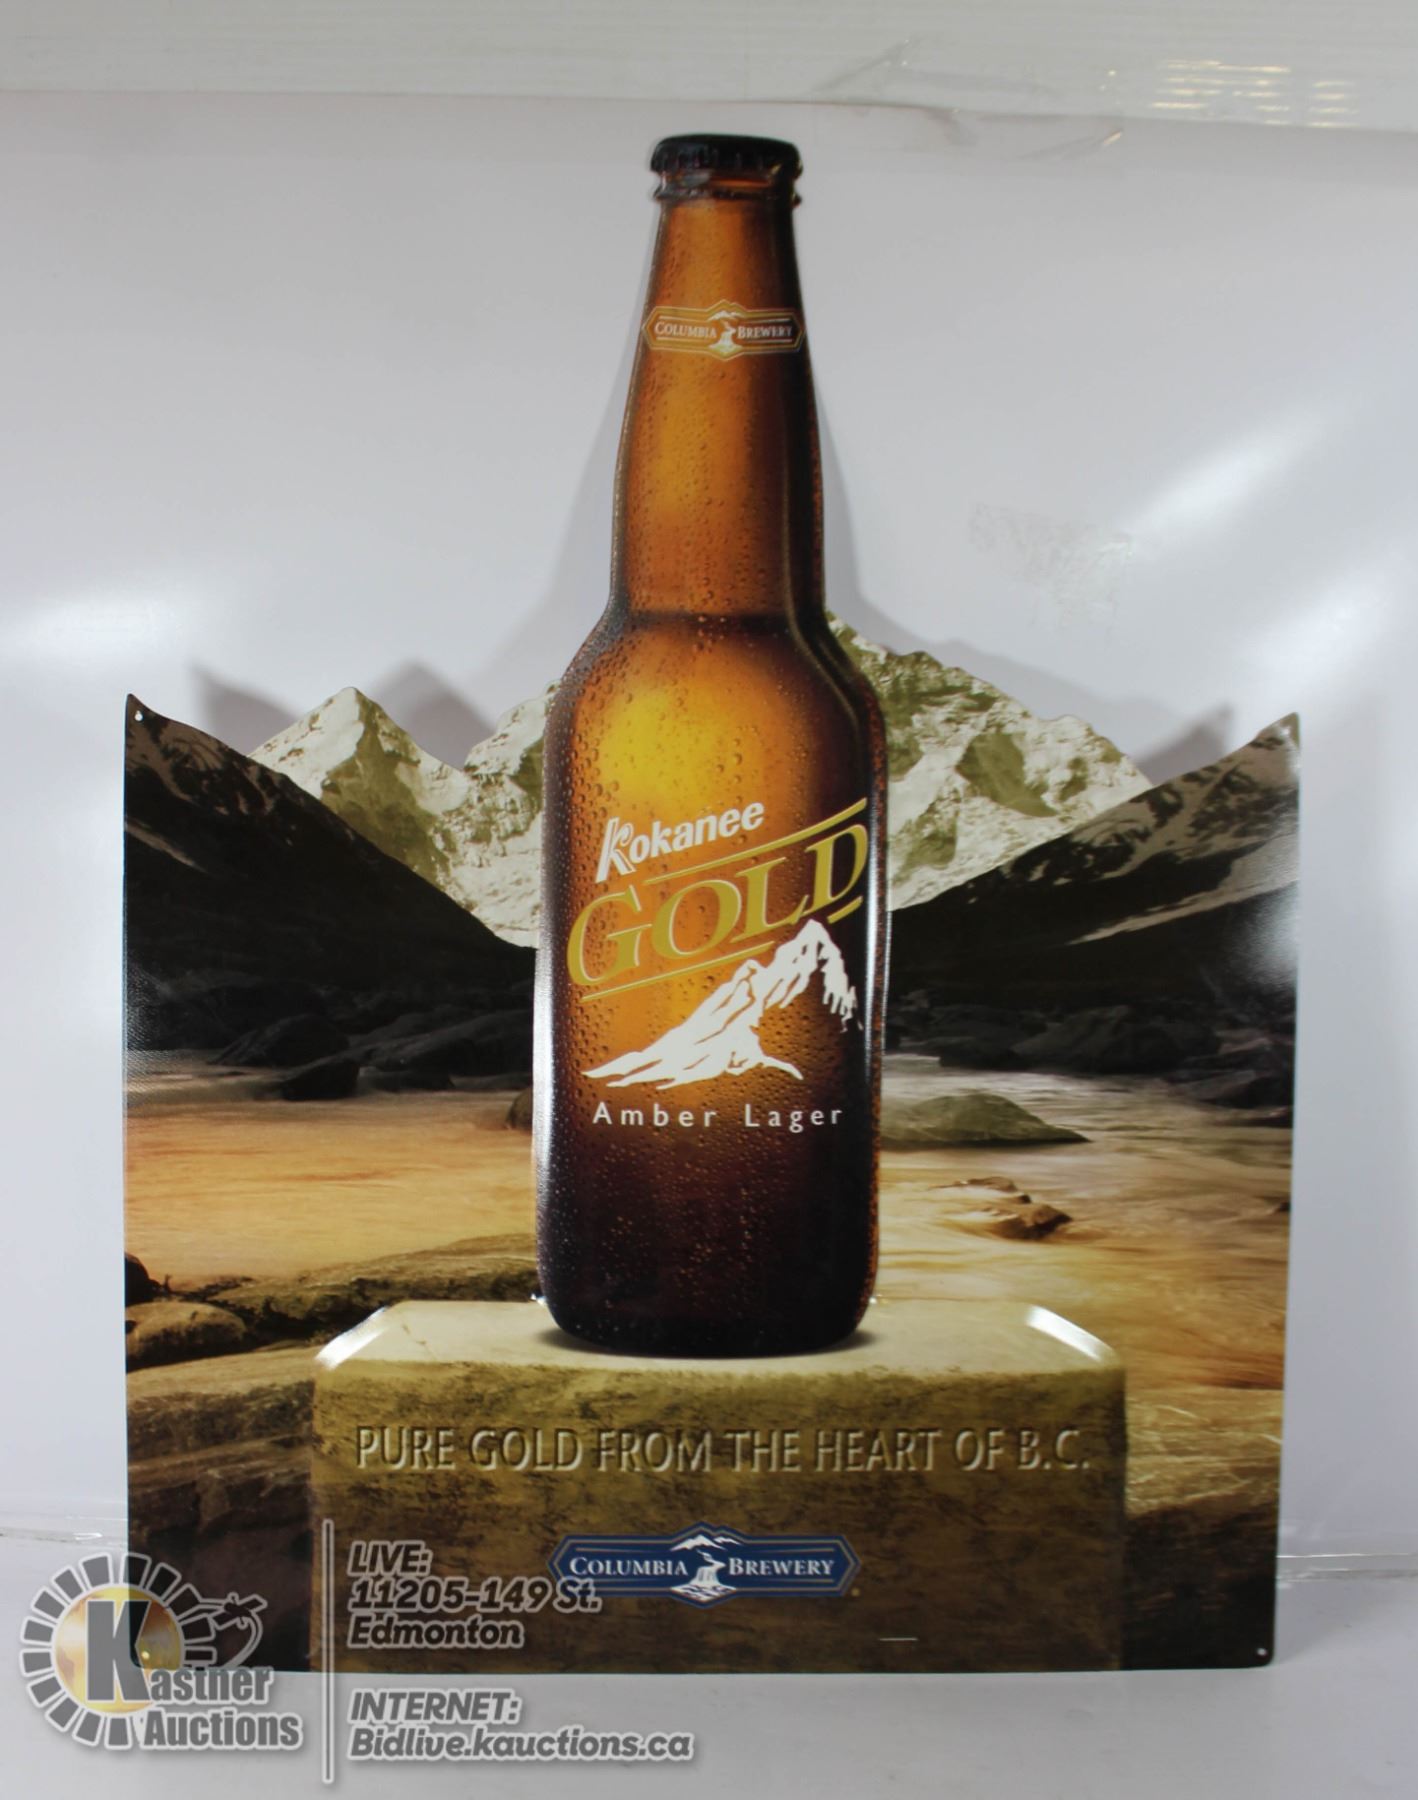 COLUMBIA BREWERY
Kokanee
GOLD
Amber Lager
PURE GOLD FROM THE HEART OF B.C.
COLUMBIA BREWERY
LIVE:
11205-149 St.
Edmonton
Kastner
Auctions
INTERNET:
Bidlive.kauctions.ca